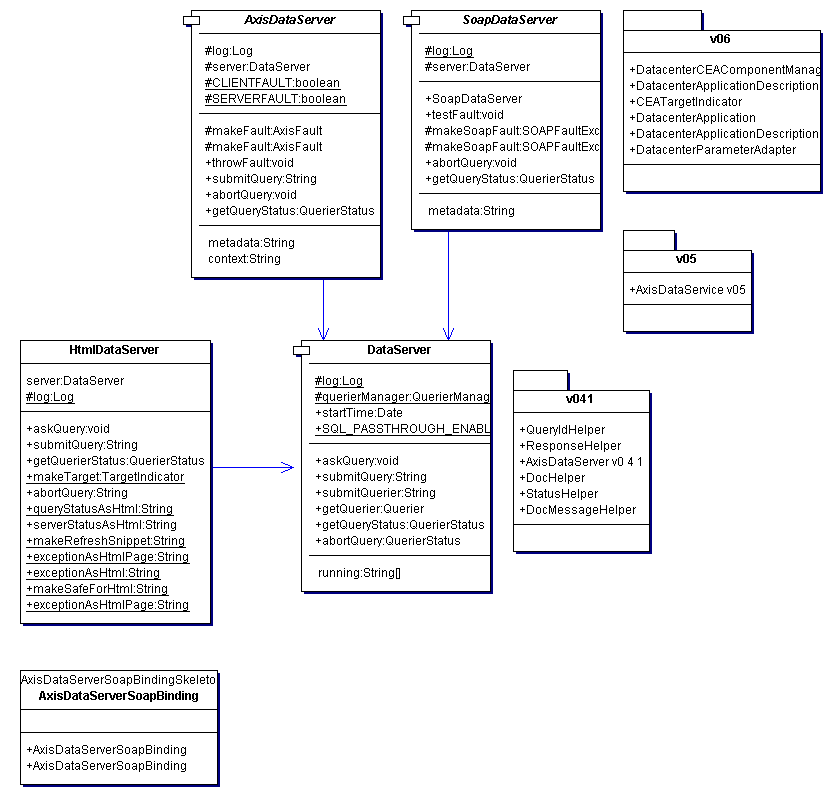 AxisDataServer
#log:Log
#server:DataServer
#CLIENTFAULT:boolean
#SERVERFAULT:boolean
#makeFault:AxisFault
#makeFault:AxisFault
+throwFault:void
+submitQuery:String
+abortQuery:void
+getQueryStatus:QuerierStatus
metadata:String
context:String
SoapDataServer
#log:Log
#server:DataServer
+SoapDataServer
+testFault:void
#makeSoapFault:SOAPFaultExc
#makeSoapFault:SOAPFaultExc
+abortQuery:void
+getQueryStatus:QuerierStatus
metadata:String
v06
+DatacenterCEAComponentManag
+DatacenterApplicationDescription
+CEATargetIndicator
+DatacenterApplication
+DatacenterApplicationDescription
+DatacenterParameterAdapter
v05
+AxisDataService v05
HtmlDataServer
server:DataServer
#log:Log
+askQuery:void
+submitQuery:String
+getQuerierStatus:QuerierStatus
+makeTarget:TargetIndicator
+abortQuery:String
+queryStatusAsHtml:String
+serverStatusAsHtml:String
+makeRefreshSnippet:String
+exceptionAsHtmlPage:String
+exceptionAsHtml:String
+makeSafeForHtml:String
+exceptionAsHtmlPage:String
DataServer
#log:Log
#querierManager:QuerierManag
+startTime:Date
+SQL_PASSTHROUGH_ENABL
+askQuery:void
+submitQuery:String
+submitQuerier:String
+getQuerier:Querier
+getQueryStatus:QuerierStatus
+abortQuery:QuerierStatus
running:String[]
v041
+QueryIdHelper
+ResponseHelper
+AxisDataServer v0 4 1
+DocHelper
+StatusHelper
+DocMessageHelper
AxisDataServerSoapBindingSkeleto
AxisDataServerSoapBinding
+AxisDataServerSoapBinding
+AxisDataServerSoapBinding